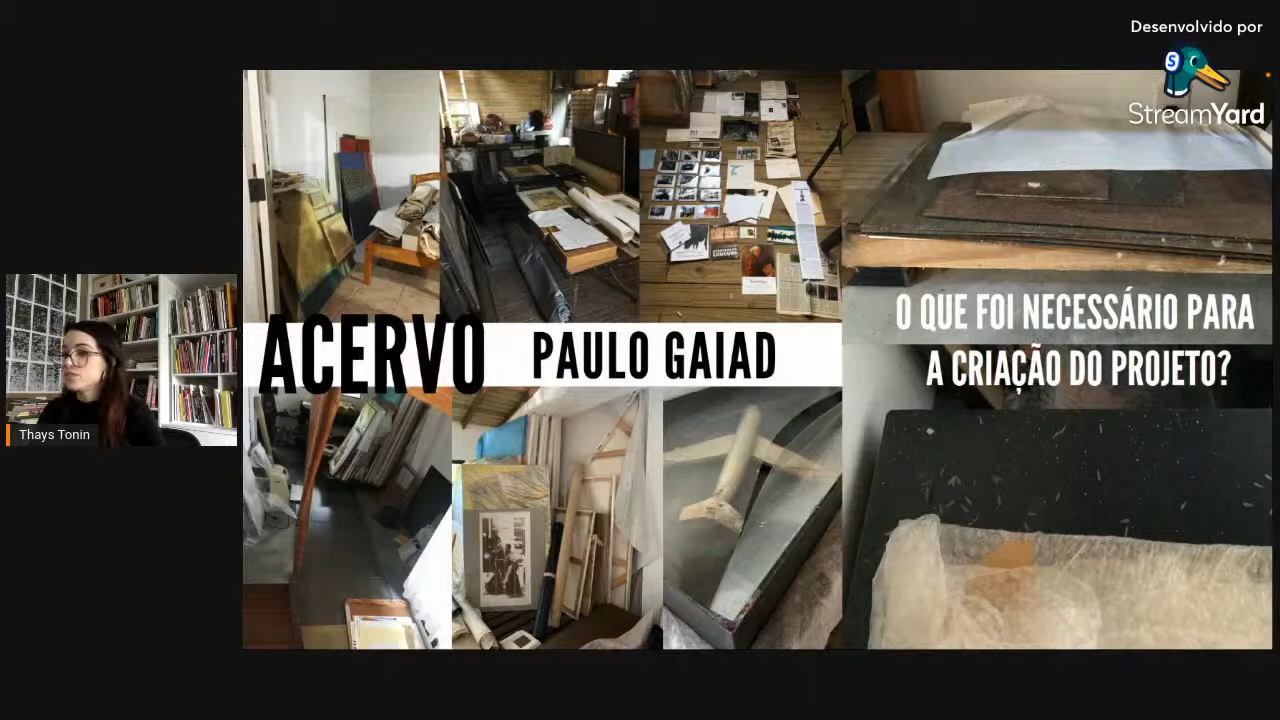 Desenvolvido por
StreamYard
ACERVO PAULO GAIAD
O QUE FOI NECESSÁRIO PARA
A CRIAÇÃO DO PROJETO?
Thays Tonin